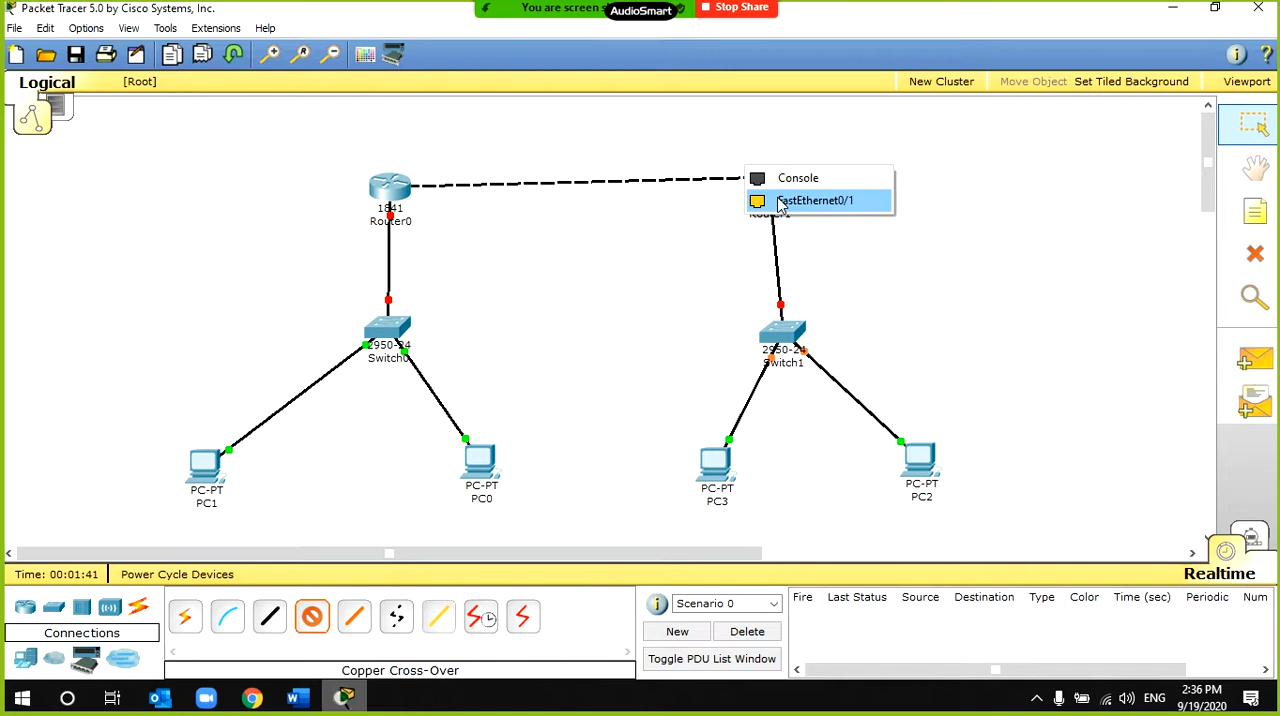 Packet Tracer 5.0 by Cisco Systems, Inc.
You are screen
AudioSmart
Stop Share
File Edit Options View Tools Extensions Help
Logical
[Root]
New Cluster
Move Object
Set Tiled Background
Viewport
Console
FastEthernet0/1
1841
Router0
2950-24
Switch0
2950-24
Switch1
PC-PT
PC1
PC-PT
PC0
PC-PT
PC3
PC-PT
PC2
Time: 00:01:41
Power Cycle Devices
Realtime
Connections
Copper Cross-Over
Scenario 0
New
Delete
Toggle PDU List Window
Fire Last Status Source Destination Type Color Time (sec) Periodic Num
ENG
2:36 PM
9/19/2020